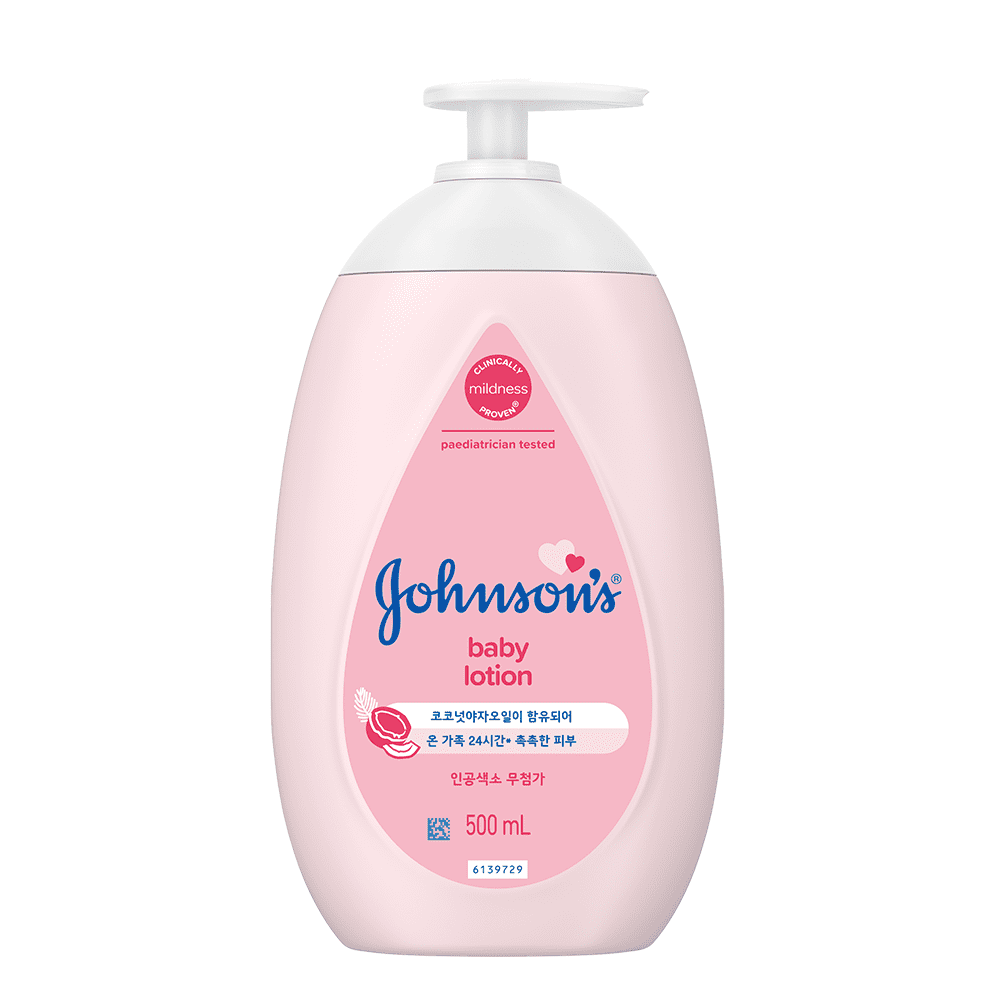 CLINICALLY
mildness
PROVEN®
paediatrician tested
Johnson's®
baby
lotion
코코넛야자오일이 함유되어
온 가족 24시간* 촉촉한 피부
인공색소 무첨가
500 mL
6139729